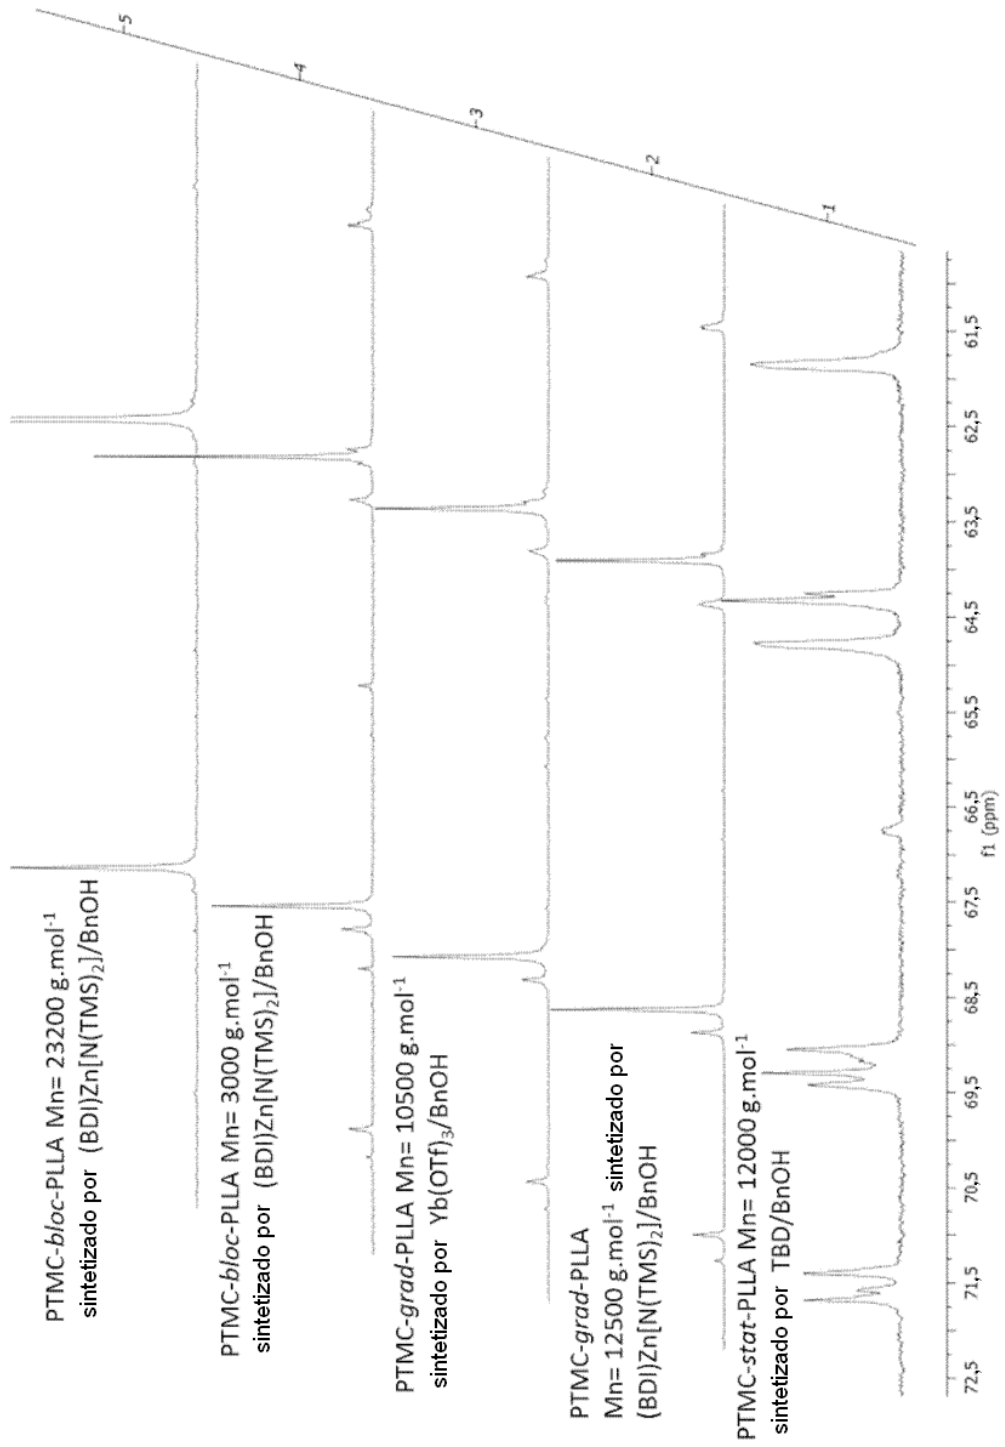 PTMC-bloc-PLLA Mn= 23200 g.mol⁻¹
sintetizado por (BDI)Zn[N(TMS)₂]/BnOH
PTMC-bloc-PLLA Mn= 3000 g.mol⁻¹
sintetizado por (BDI)Zn[N(TMS)₂]/BnOH
PTMC-grad-PLLA Mn= 10500 g.mol⁻¹
sintetizado por Yb(OTf)₃/BnOH
PTMC-grad-PLLA
Mn= 12500 g.mol⁻¹ sintetizado por
(BDI)Zn[N(TMS)₂]/BnOH
PTMC-stat-PLLA Mn= 12000 g.mol⁻¹
sintetizado por TBD/BnOH
5
4
3
2
1
72,5 71,5 70,5 69,5 68,5 67,5 66,5 65,5 64,5 63,5 62,5 61,5
f1 (ppm)